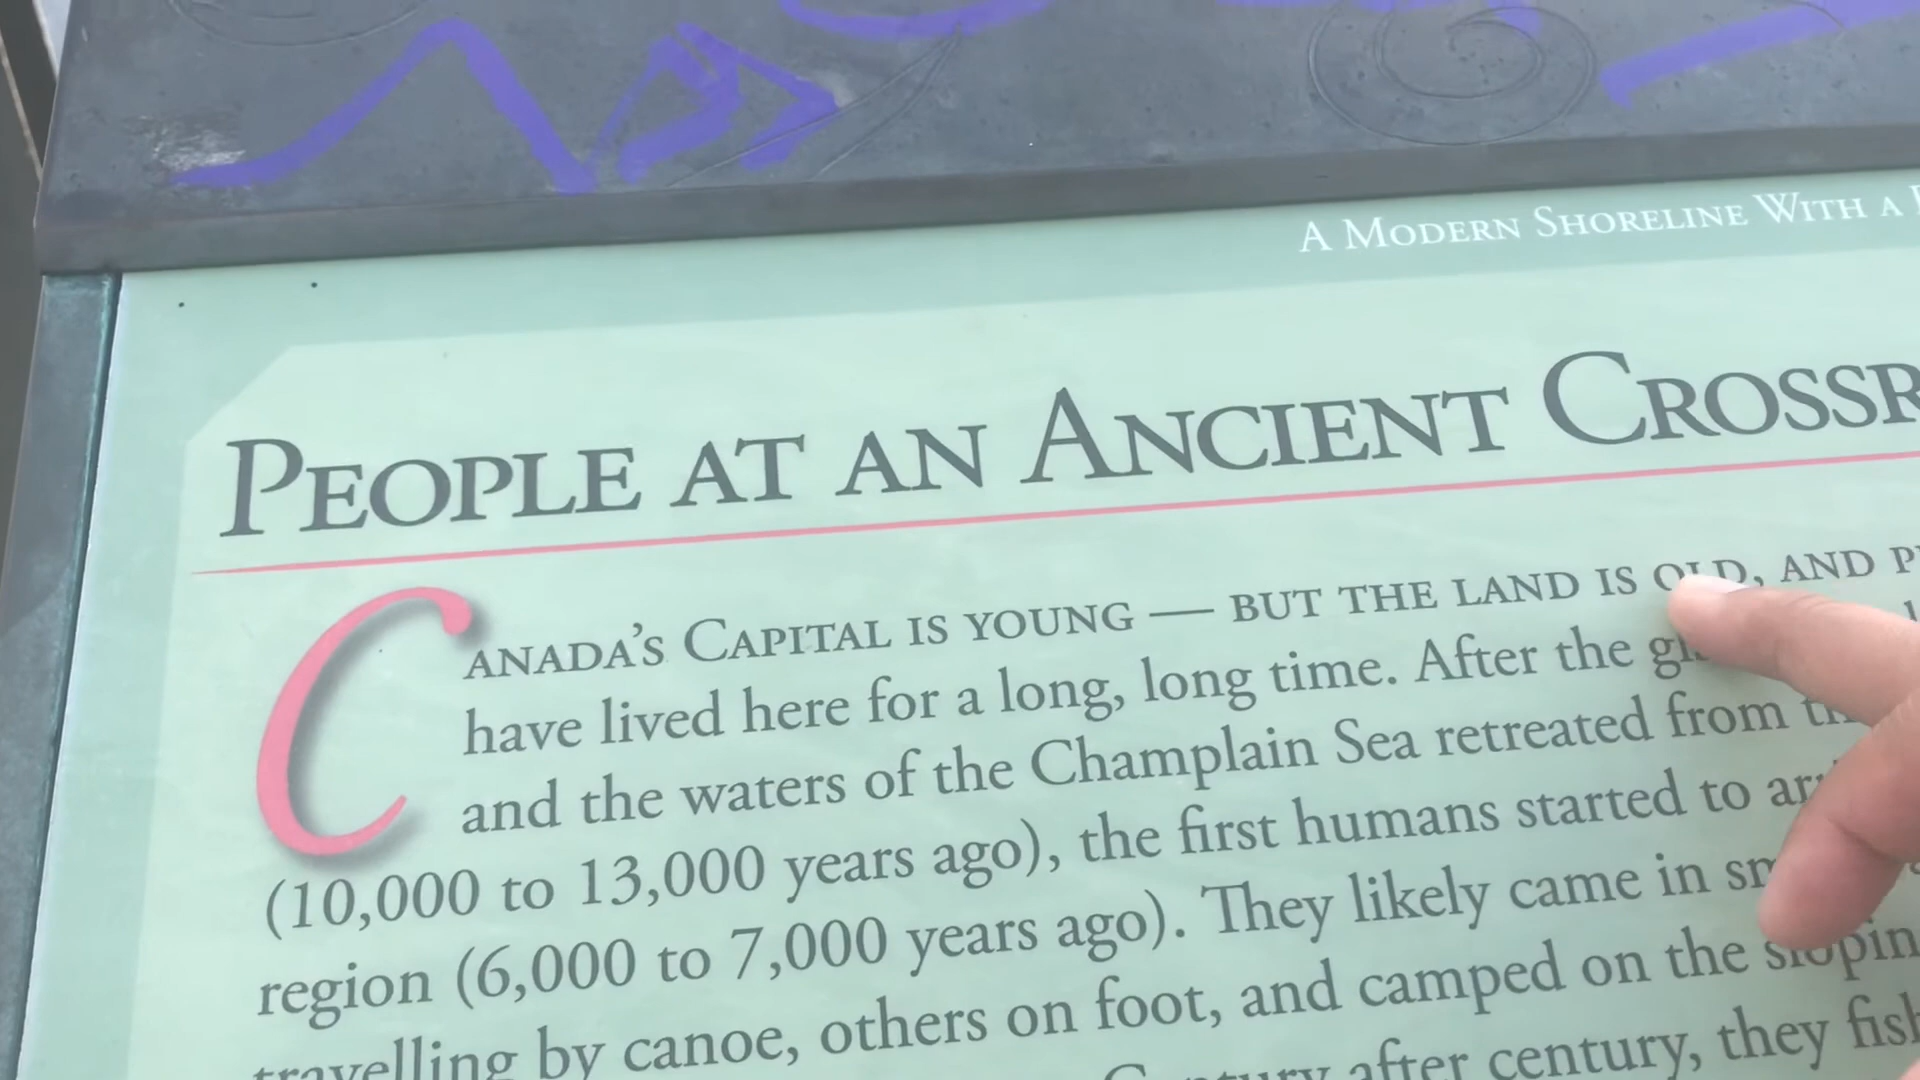 A MODERN SHORELINE WITH A
PEOPLE AT AN ANCIENT
CANADA'S CAPITAL IS YOUNG — BUT THE LAND IS OLD, AND
have lived here for a long, long time. After the
and the waters of the Champlain Sea retreated from
(10,000 to 13,000 years ago), the first humans started to
region (6,000 to 7,000 years ago). They likely came in
travelling by canoe, others on foot, and camped on the
after century, they